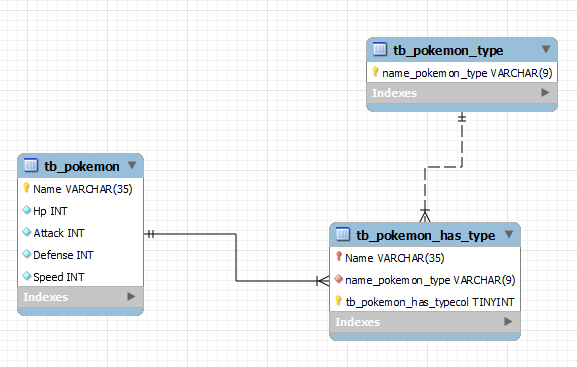 tb_pokemon_type
name_pokemon_type VARCHAR(9)
Indexes
tb_pokemon
Name VARCHAR(35)
Hp INT
Attack INT
Defense INT
Speed INT
Indexes
tb_pokemon_has_type
Name VARCHAR(35)
name_pokemon_type VARCHAR(9)
tb_pokemon_has_typecol TINYINT
Indexes